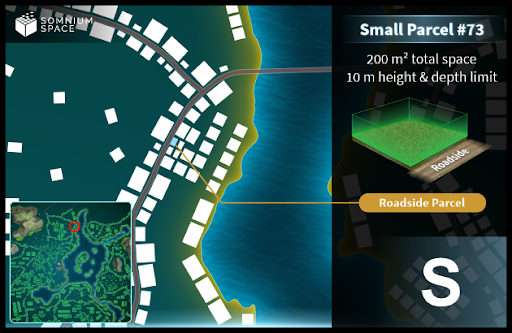 SOMNIUM
SPACE
Small Parcel #73
200 m² total space
10 m height & depth limit
Roadside
Roadside Parcel
S